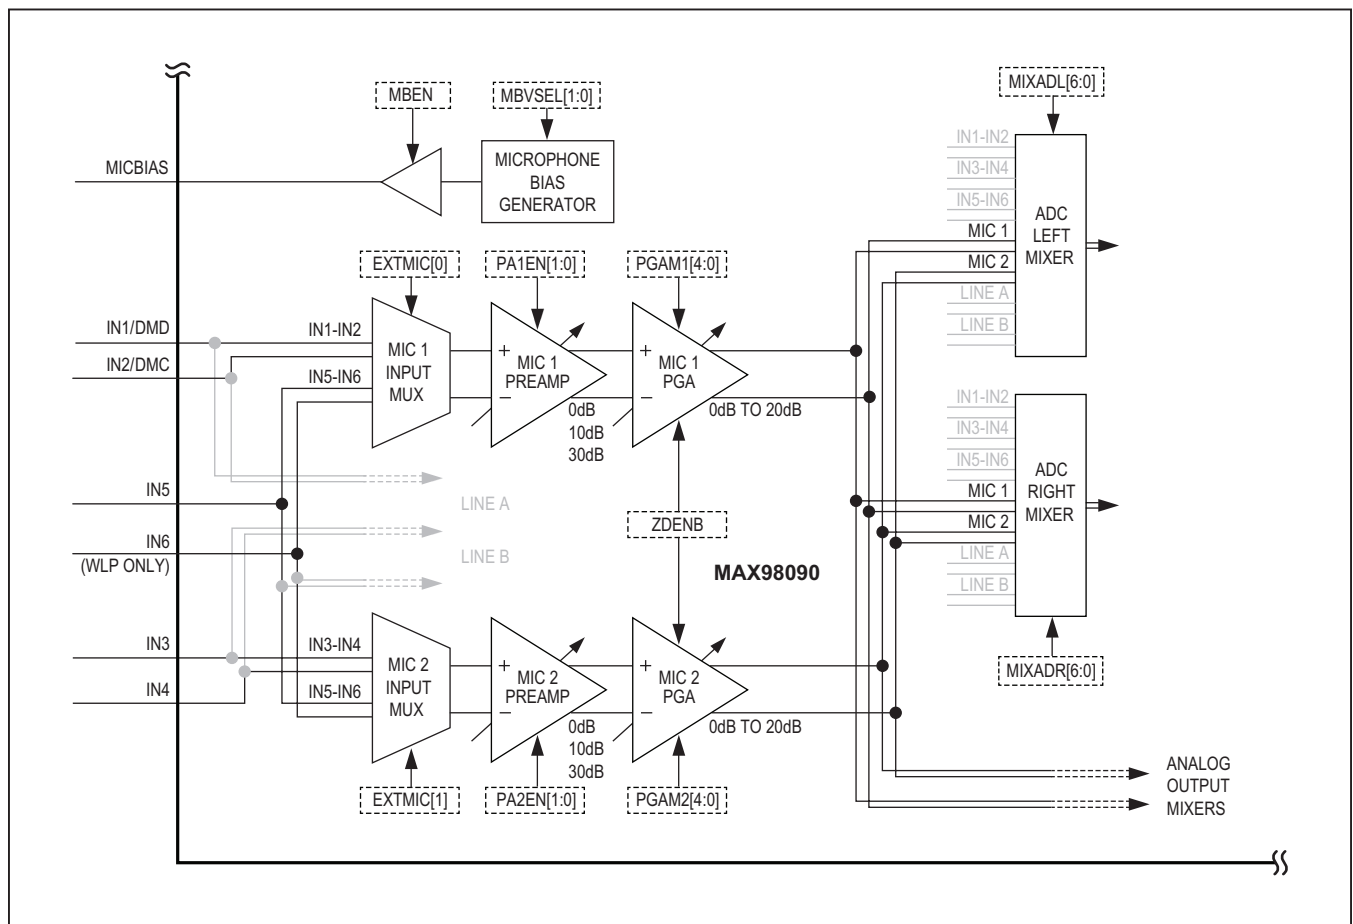 MBEN
MBVSEL[1:0]
MIXADL[6:0]
MICBIAS
MICROPHONE
BIAS
GENERATOR
IN1-IN2
IN3-IN4
IN5-IN6
MIC 1
MIC 2
LINE A
LINE B
ADC
LEFT
MIXER
EXTMIC[0]
PA1EN[1:0]
PGAM1[4:0]
IN1/DMD
IN2/DMC
IN1-IN2
IN5-IN6
MIC 1
INPUT
MUX
+
MIC 1
PREAMP
−
0dB
10dB
30dB
+
MIC 1
PGA
−
0dB TO 20dB
IN1-IN2
IN3-IN4
IN5-IN6
MIC 1
MIC 2
LINE A
LINE B
ADC
RIGHT
MIXER
IN5
LINE A
ZDENB
IN6
(WLP ONLY)
LINE B
MAX98090
IN3
IN4
IN3-IN4
IN5-IN6
MIC 2
INPUT
MUX
+
MIC 2
PREAMP
−
0dB
10dB
30dB
+
MIC 2
PGA
−
0dB TO 20dB
MIXADR[6:0]
EXTMIC[1]
PA2EN[1:0]
PGAM2[4:0]
ANALOG
OUTPUT
MIXERS